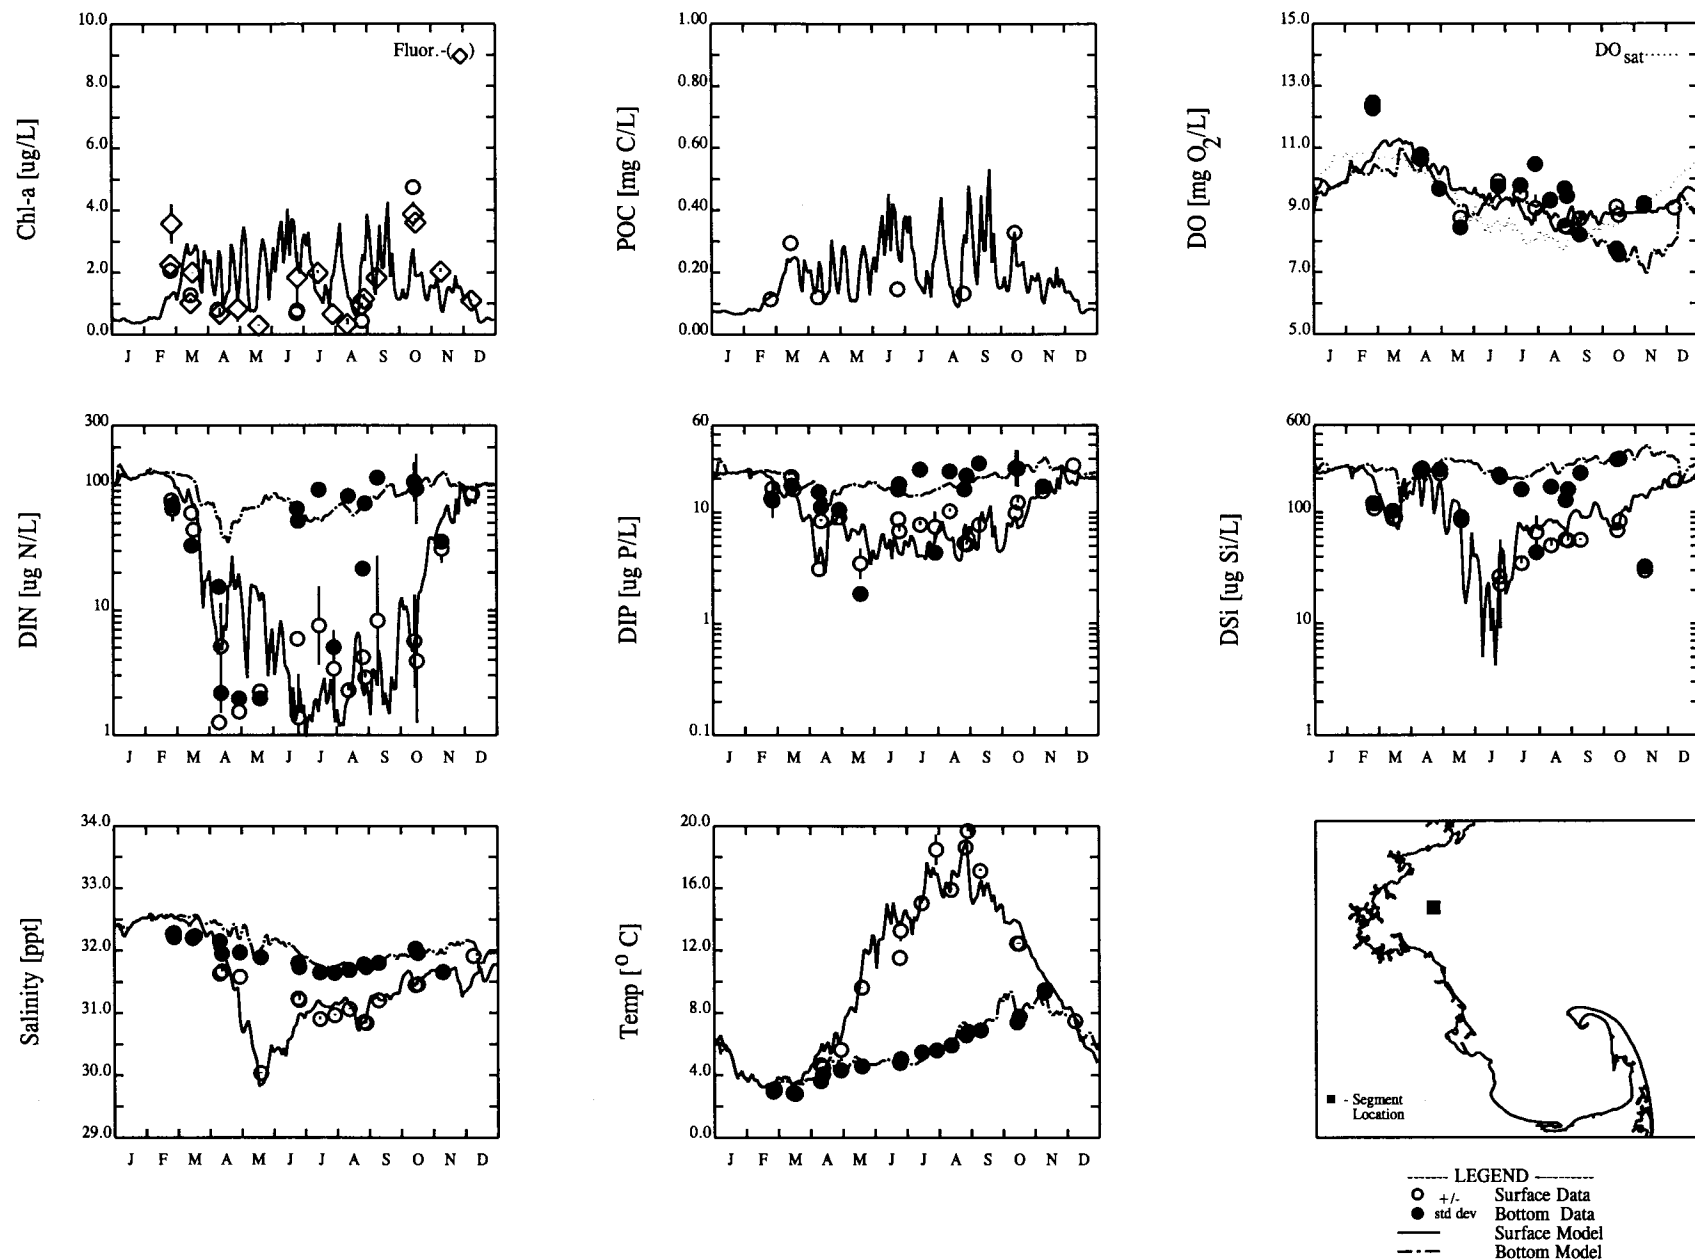 Chl-a [ug/L]
10.0
8.0
6.0
4.0
2.0
0.0
Fluor.-(◇)
J F M A M J J A S O N D
POC [mg C/L]
1.00
0.80
0.60
0.40
0.20
0.00
J F M A M J J A S O N D
DO [mg O2/L]
15.0
13.0
11.0
9.0
7.0
5.0
DO sat......
J F M A M J J A S O N D
DIN [ug N/L]
300
100
10
1
J F M A M J J A S O N D
DIP [ug P/L]
60
10
1
0.1
J F M A M J J A S O N D
DSi [ug Si/L]
600
100
10
1
J F M A M J J A S O N D
Salinity [ppt]
34.0
33.0
32.0
31.0
30.0
29.0
J F M A M J J A S O N D
Temp [° C]
20.0
16.0
12.0
8.0
4.0
0.0
J F M A M J J A S O N D
■ - Segment
Location
------ LEGEND ------
+/- Surface Data
std dev Bottom Data
Surface Model
Bottom Model